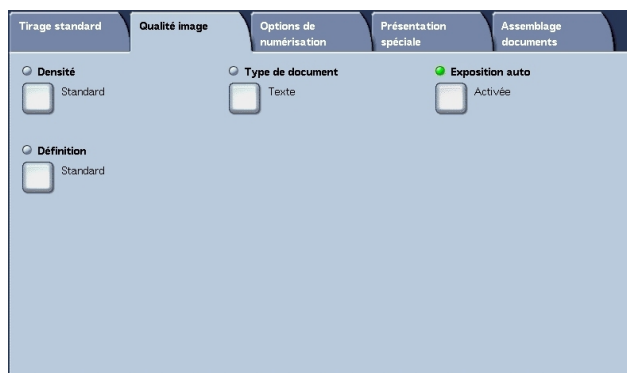 Tirage standard
Qualité image
Options de
numérisation
Présentation
spéciale
Assemblage
documents
Densité
Standard
Type de document
Texte
Exposition auto
Activée
Définition
Standard